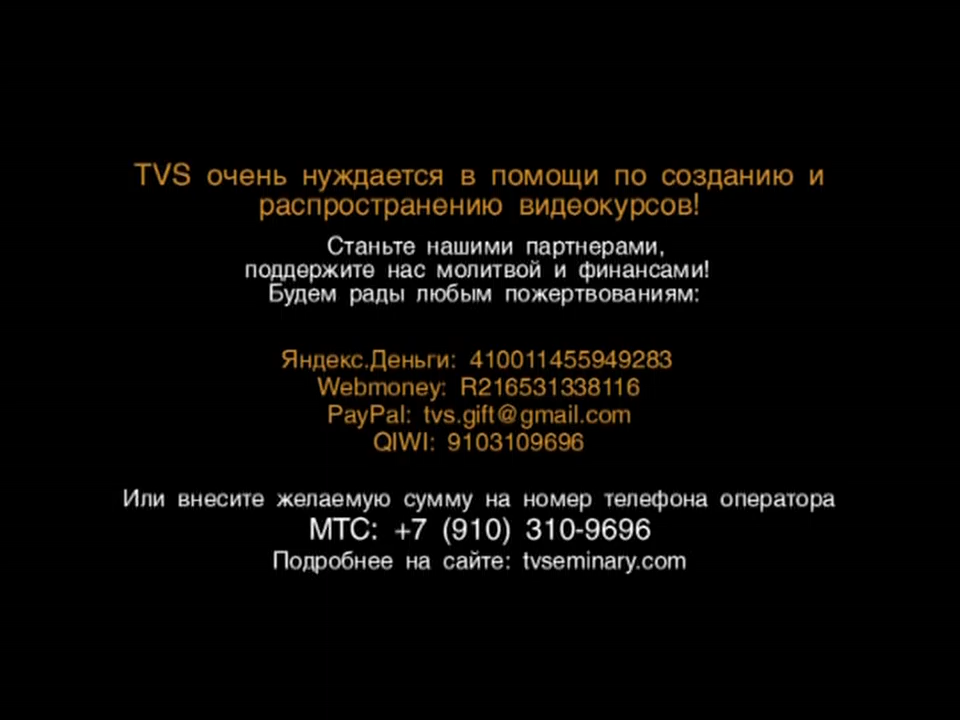 TVS очень нуждается в помощи по созданию и
распространению видеокурсов!
Станьте нашими партнерами,
поддержите нас молитвой и финансами!
Будем рады любым пожертвованиям:
Яндекс.Деньги: 410011455949283
Webmoney: R216531338116
PayPal: tvs.gift@gmail.com
QIWI: 9103109696
Или внесите желаемую сумму на номер телефона оператора
МТС: +7 (910) 310-9696
Подробнее на сайте: tvseminary.com